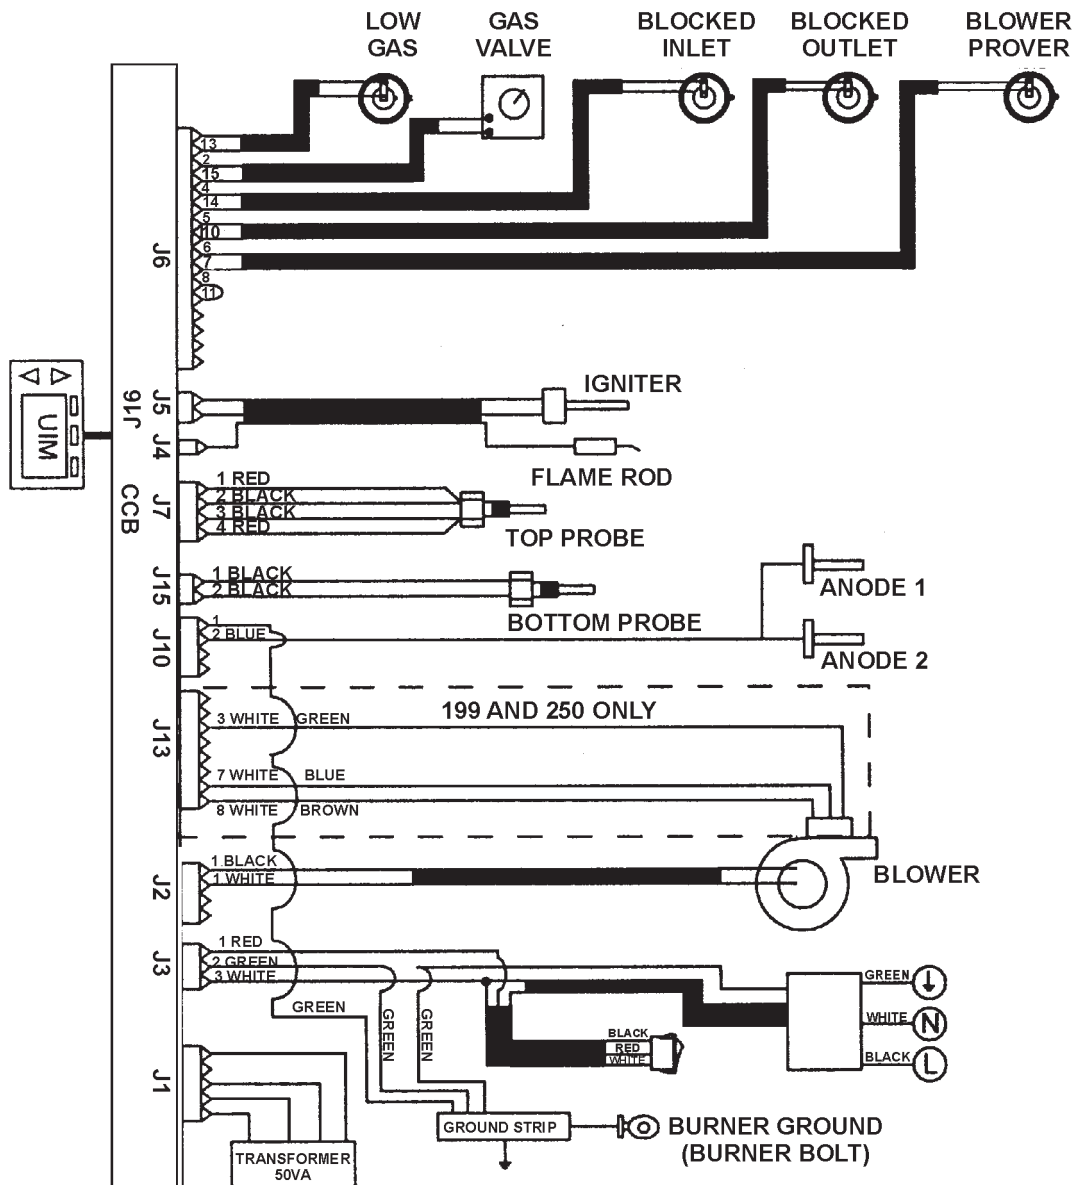 LOW
GAS
GAS
VALVE
BLOCKED
INLET
BLOCKED
OUTLET
BLOWER
PROVER
13
2
15
4
14
5
10
6
7
8
11
J6
UIM
J16
CCB
J5
IGNITER
J4
FLAME ROD
J7
1 RED
2 BLACK
3 BLACK
4 RED
TOP PROBE
J15
1 BLACK
2 BLACK
BOTTOM PROBE
ANODE 1
J10
1
2 BLUE
ANODE 2
199 AND 250 ONLY
J13
3 WHITE GREEN
7 WHITE BLUE
8 WHITE BROWN
J2
1 BLACK
1 WHITE
BLOWER
J3
1 RED
2 GREEN
3 WHITE
GREEN
GREEN
GREEN
BLACK
RED
WHITE
GREEN
WHITE N
BLACK L
J1
GROUND STRIP
BURNER GROUND
(BURNER BOLT)
TRANSFORMER
50VA